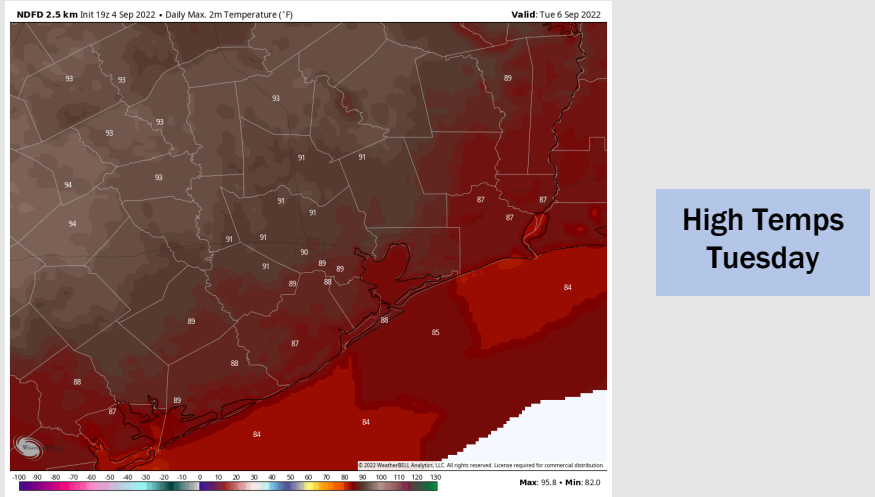 NDFD 2.5 km Init 19z 4 Sep 2022 • Daily Max. 2m Temperature (°F)
Valid: Tue 6 Sep 2022
93 93 89
93
93
93
91 91
94 93
91 87 87
91 87
94
91 91
90
91 89 89
89 88 84
89 88
85
87
88
88
89
87
84
84
© 2022 WeatherBELL Analytics, LLC. All rights reserved. License required for commercial distribution.
-100 -90 -80 -70 -60 -50 -40 -30 -20 -10 0 10 20 30 40 50 60 70 80 90 100 110 120 130
Max: 95.8 • Min: 82.0
High Temps
Tuesday